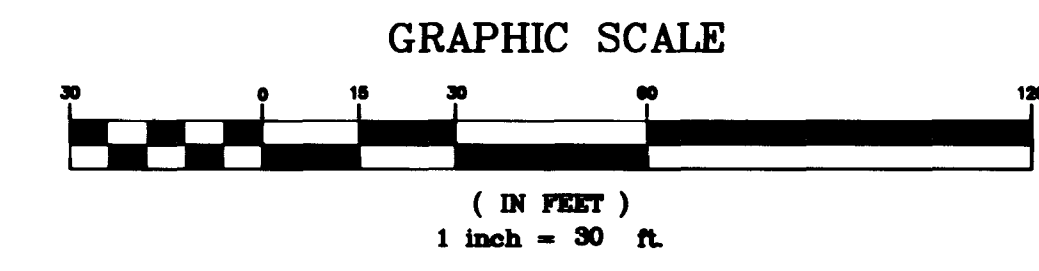 GRAPHIC SCALE
30 0 15 30 60 120
( IN FEET )
1 inch = 30 ft.